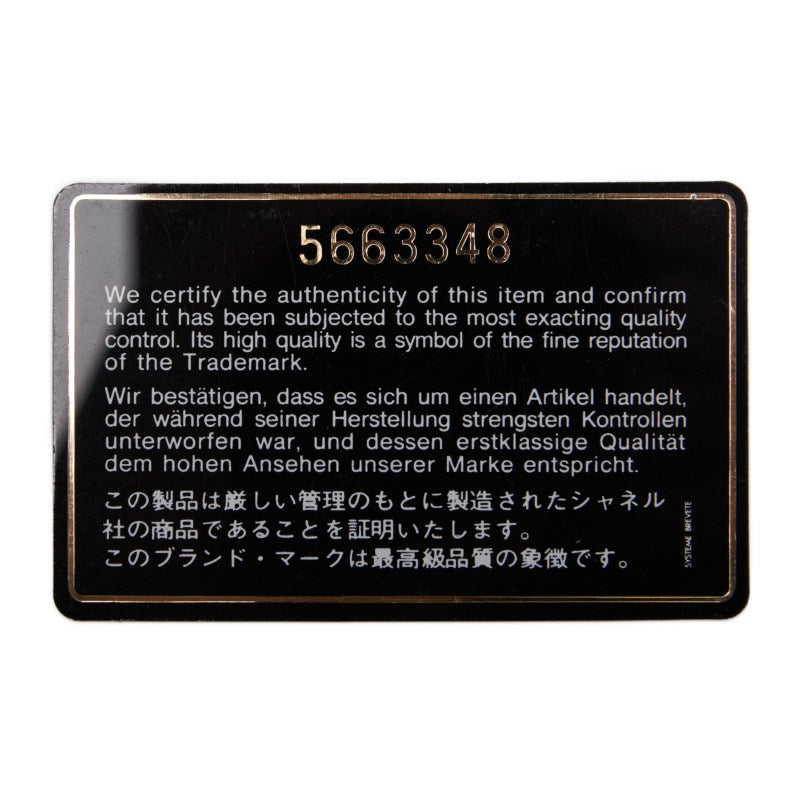 5663348
We certify the authenticity of this item and confirm
that it has been subjected to the most exacting quality
control. Its high quality is a symbol of the fine reputation
of the Trademark.
Wir bestätigen, dass es sich um einen Artikel handelt,
der während seiner Herstellung strengsten Kontrollen
unterworfen war, und dessen erstklassige Qualität
dem hohen Ansehen unserer Marke entspricht.
この製品は厳しい管理のもとに製造されたシャネル
社の商品であることを証明いたします。
このブランド・マークは最高級品質の象徴です。
SYSTEME BREVETE